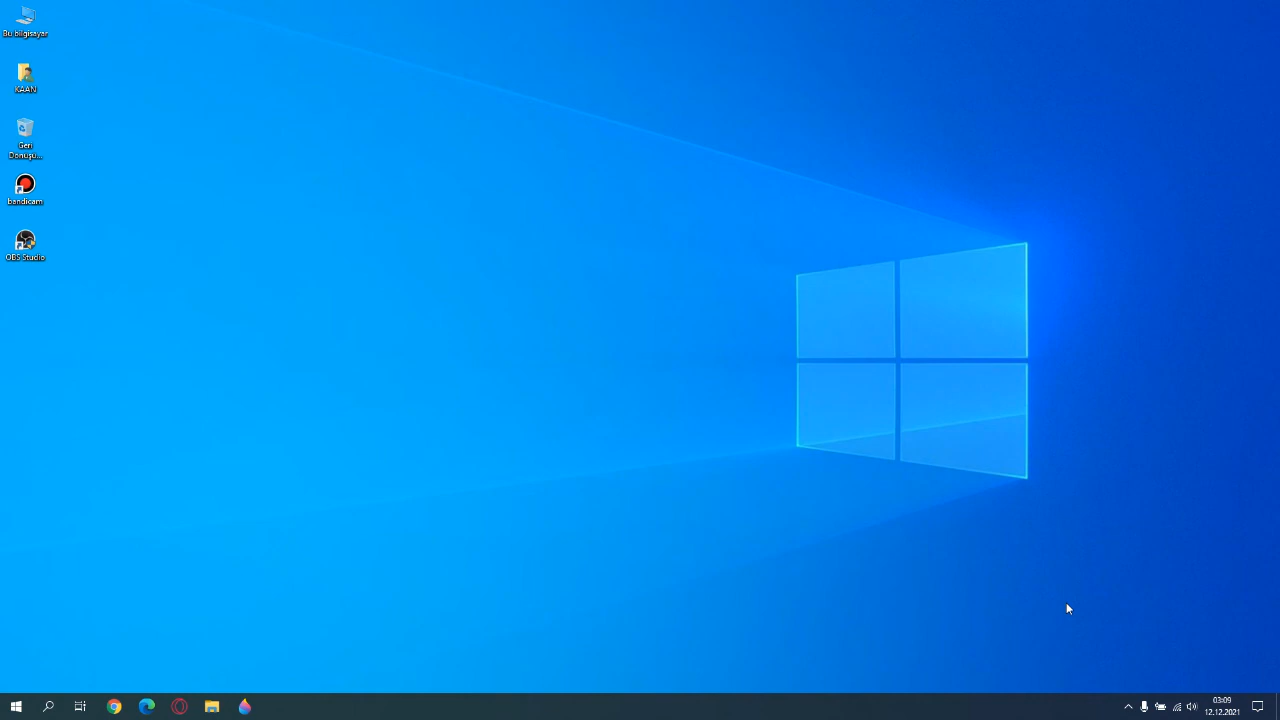 Bu bilgisayar
KAAN
Geri
Dönüşü...
bandicam
OBS Studio
03:09
12.12.2021